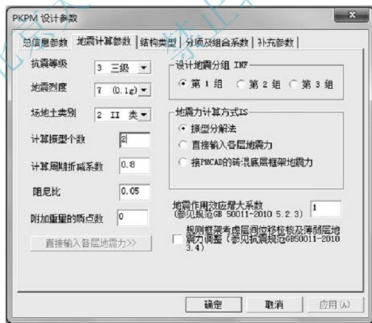 PKPM 设计参数
总信息参数 地震计算参数 结构类型 分项及组合系数 补充参数
抗震等级 3 三级
地震烈度 7 (0.1g)
场地土类别 2 II 类
计算振型个数 2
计算周期折减系数 0.8
阻尼比 0.05
附加重量的质点数 0
直接输入各层地震力>>
设计地震分组 INF
第 1 组 第 2 组 第 3 组
地震力计算方式IS
振型分解法
直接输入各层地震力
按PMCAD的砖混底层框架地震力
地震作用效应增大系数 1
(参见规范GB 50011-2010 5.2.3)
规则框架考虑层间位移校核及薄弱层地
震力调整 (参见抗震规范GB50011-2010
3.4)
确定 取消 应用(A)